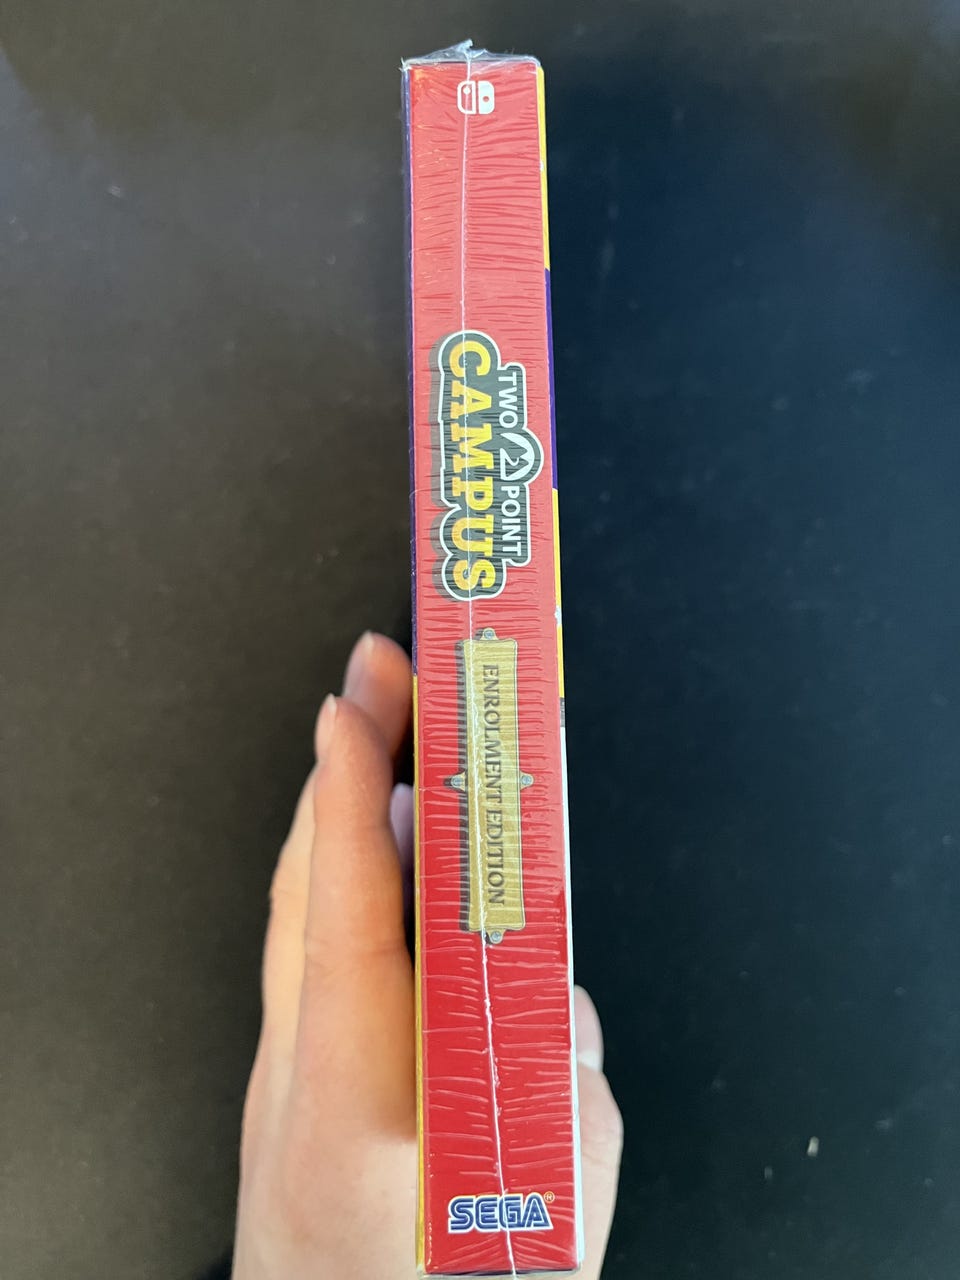 TWO POINT
CAMPUS
ENROLMENT EDITION
SEGA®